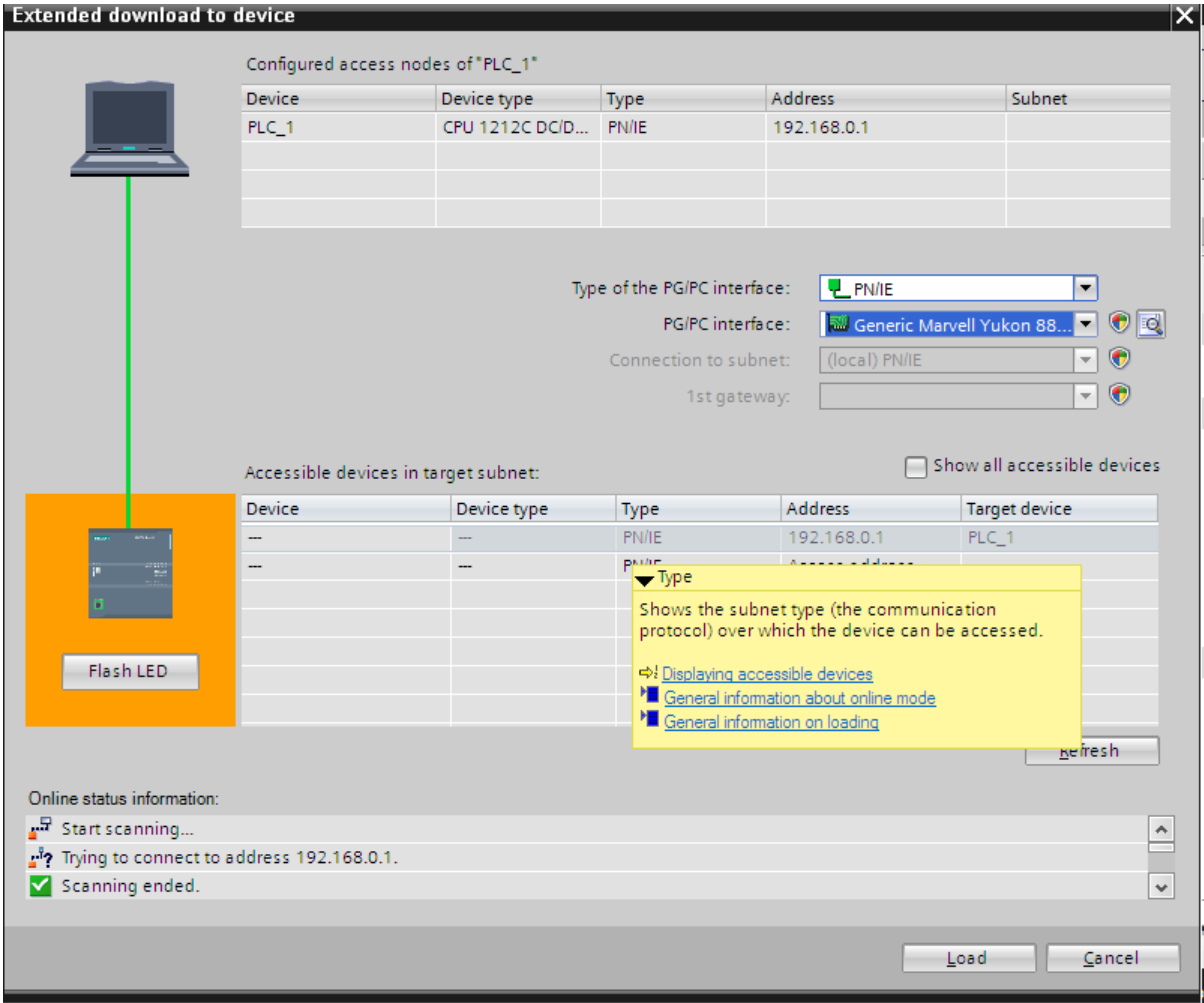 Extended download to device
Configured access nodes of "PLC_1"
Device Device type Type Address Subnet
PLC_1 CPU 1212C DC/D... PN/IE 192.168.0.1
Type of the PG/PC interface: PN/IE
PG/PC interface: Generic Marvell Yukon 88...
Connection to subnet: (local) PN/IE
1st gateway:
Accessible devices in target subnet: Show all accessible devices
Device Device type Type Address Target device
--- --- PN/IE 192.168.0.1 PLC_1
--- --- PN/IE Access address
Type
Shows the subnet type (the communication
protocol) over which the device can be accessed.
Displaying accessible devices
General information about online mode
General information on loading
Flash LED
Refresh
Online status information:
Start scanning...
Trying to connect to address 192.168.0.1.
Scanning ended.
Load Cancel